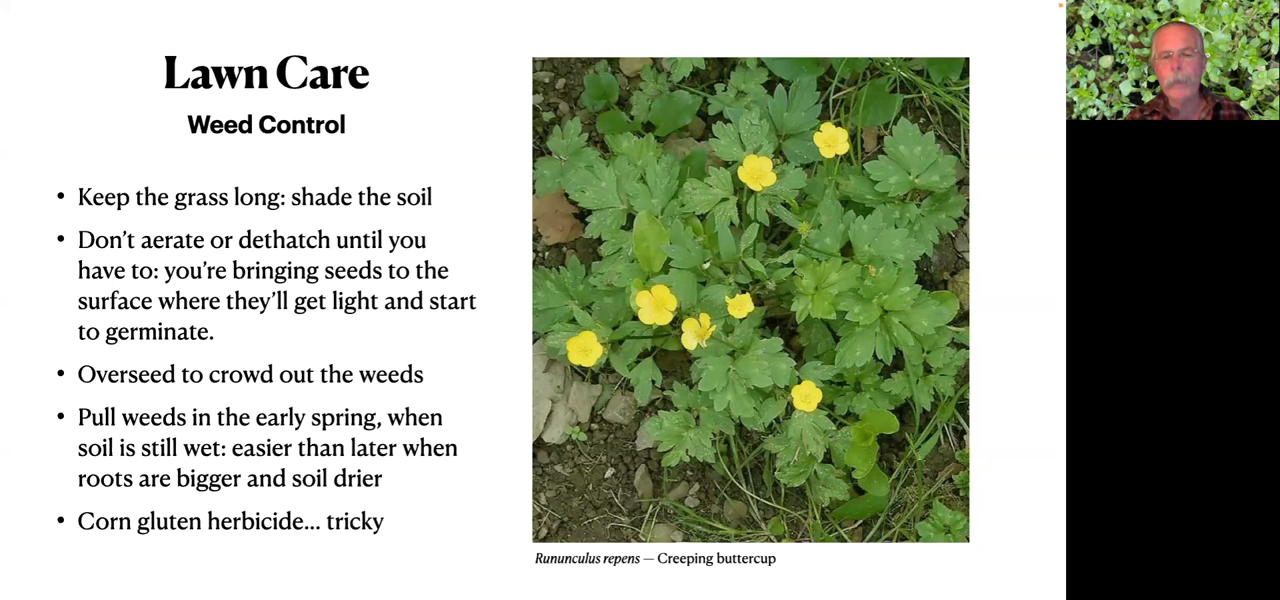 Lawn Care
Weed Control
• Keep the grass long: shade the soil
• Don’t aerate or dethatch until you
have to: you’re bringing seeds to the
surface where they’ll get light and start
to germinate.
• Overseed to crowd out the weeds
• Pull weeds in the early spring, when
soil is still wet: easier than later when
roots are bigger and soil drier
• Corn gluten herbicide... tricky
Rununculus repens — Creeping buttercup